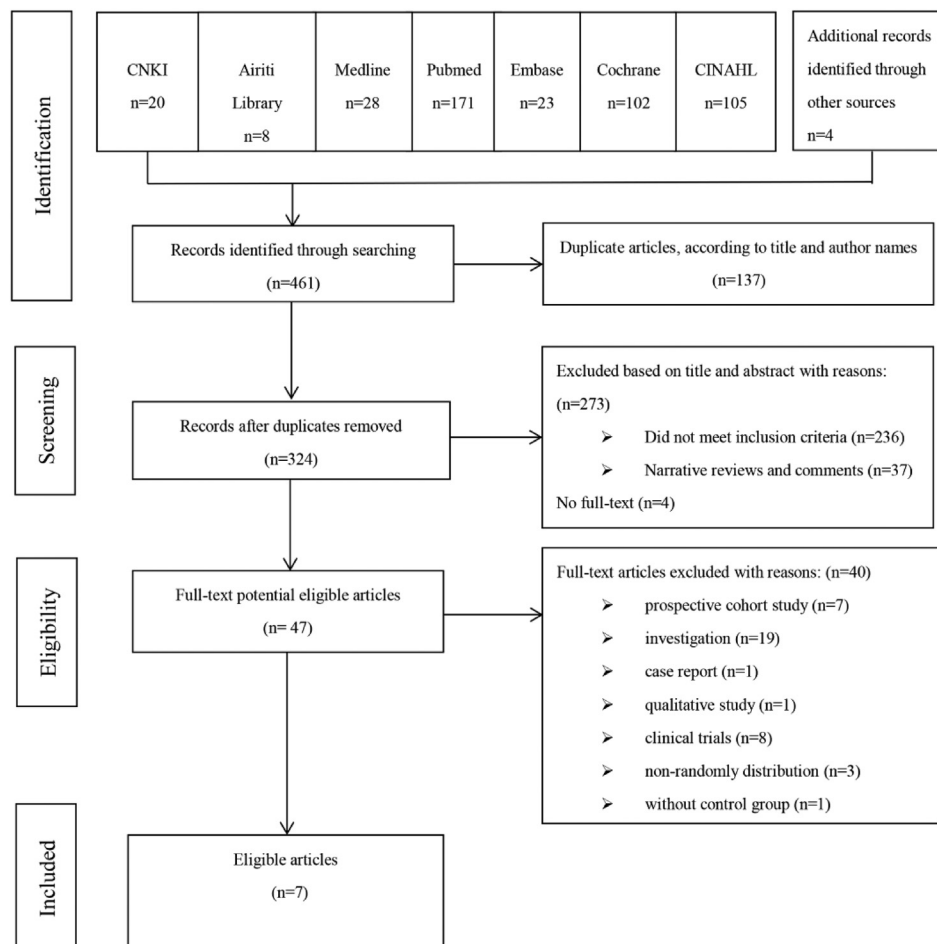 Identification
CNKI
n=20
Airiti
Library
n=8
Medline
n=28
Pubmed
n=171
Embase
n=23
Cochrane
n=102
CINAHL
n=105
Additional records
identified through
other sources
n=4
Records identified through searching
(n=461)
Duplicate articles, according to title and author names
(n=137)
Screening
Records after duplicates removed
(n=324)
Excluded based on title and abstract with reasons:
(n=273)
➢ Did not meet inclusion criteria (n=236)
➢ Narrative reviews and comments (n=37)
No full-text (n=4)
Eligibility
Full-text potential eligible articles
(n= 47)
Full-text articles excluded with reasons: (n=40)
➢ prospective cohort study (n=7)
➢ investigation (n=19)
➢ case report (n=1)
➢ qualitative study (n=1)
➢ clinical trials (n=8)
➢ non-randomly distribution (n=3)
➢ without control group (n=1)
Included
Eligible articles
(n=7)